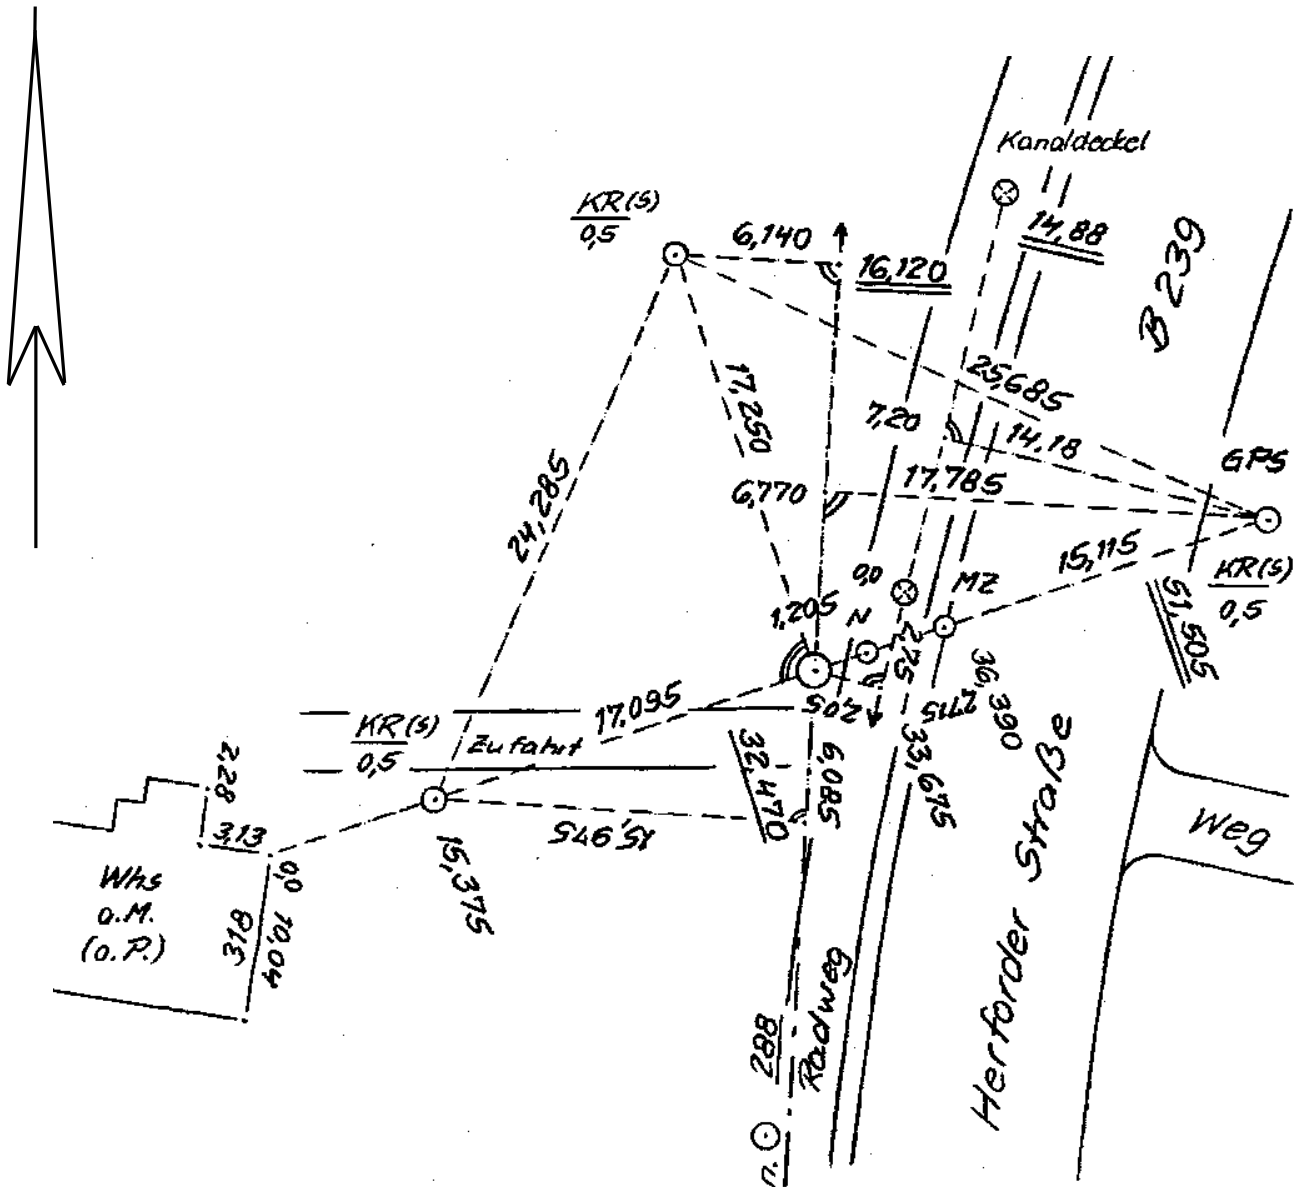 Kanaldeckel
KR(S)
0,5
6,140
14,88
16,120
B 239
25,685
17,250
7,20
14,18
GPS
24,285
6,770
17,785
15,115
0,0
MZ
KR(S)
0,5
1,205
N
2,75
51,505
36,390
2,05
2,715
17,095
KR(S)
0,5
Zufahrt
32,470
6,085
33,675
2,28
3,13
15,975
15,375
0,0
Whs
a.M.
(o.P.)
318
10,04
Herforder Straße
Weg
Radweg
288
n.